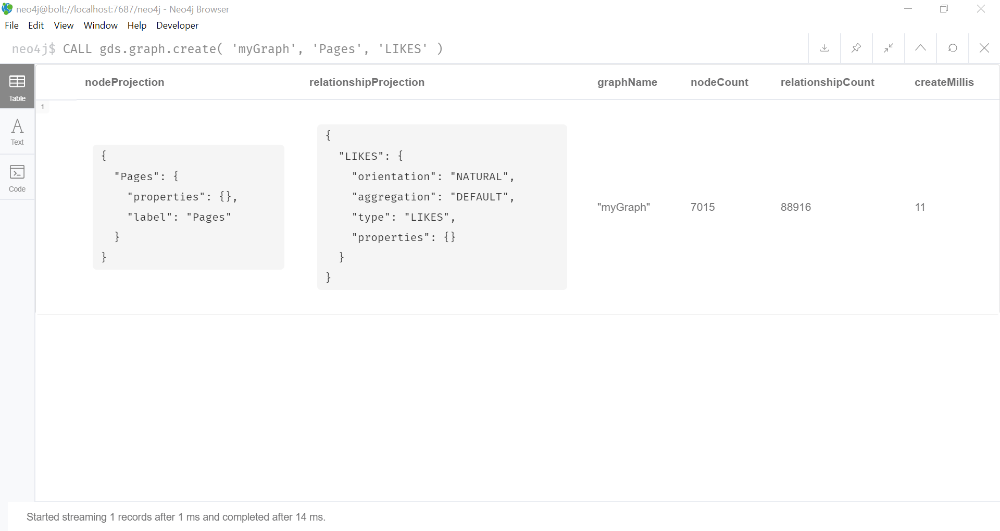 neo4j@bolt://localhost:7687/neo4j - Neo4j Browser
File Edit View Window Help Developer
neo4j$ CALL gds.graph.create( 'myGraph', 'Pages', 'LIKES' )
nodeProjection relationshipProjection graphName nodeCount relationshipCount createMillis
Table
1
Text
Code
{
"Pages": {
"properties": {},
"label": "Pages"
}
}
{
"LIKES": {
"orientation": "NATURAL",
"aggregation": "DEFAULT",
"type": "LIKES",
"properties": {}
}
}
"myGraph" 7015 88916 11
Started streaming 1 records after 1 ms and completed after 14 ms.